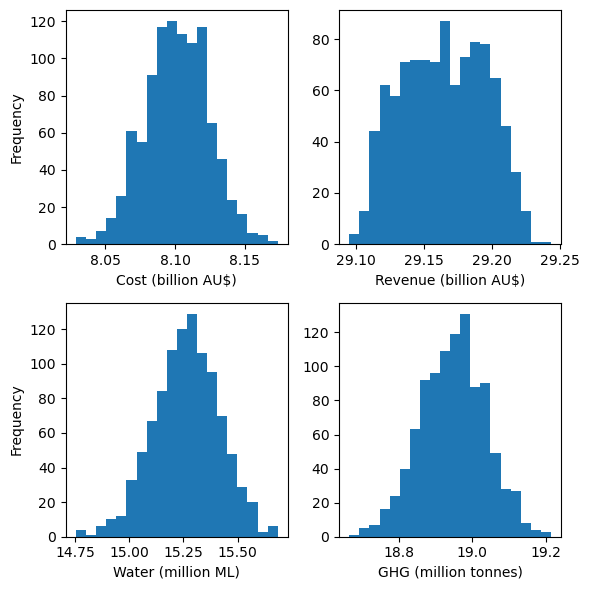 Frequency
120
100
80
60
40
20
0
8.05 8.10 8.15
Cost (billion AU$)
80
60
40
20
0
29.10 29.15 29.20 29.25
Revenue (billion AU$)
Frequency
120
100
80
60
40
20
0
14.75 15.00 15.25 15.50
Water (million ML)
120
100
80
60
40
20
0
18.8 19.0 19.2
GHG (million tonnes)